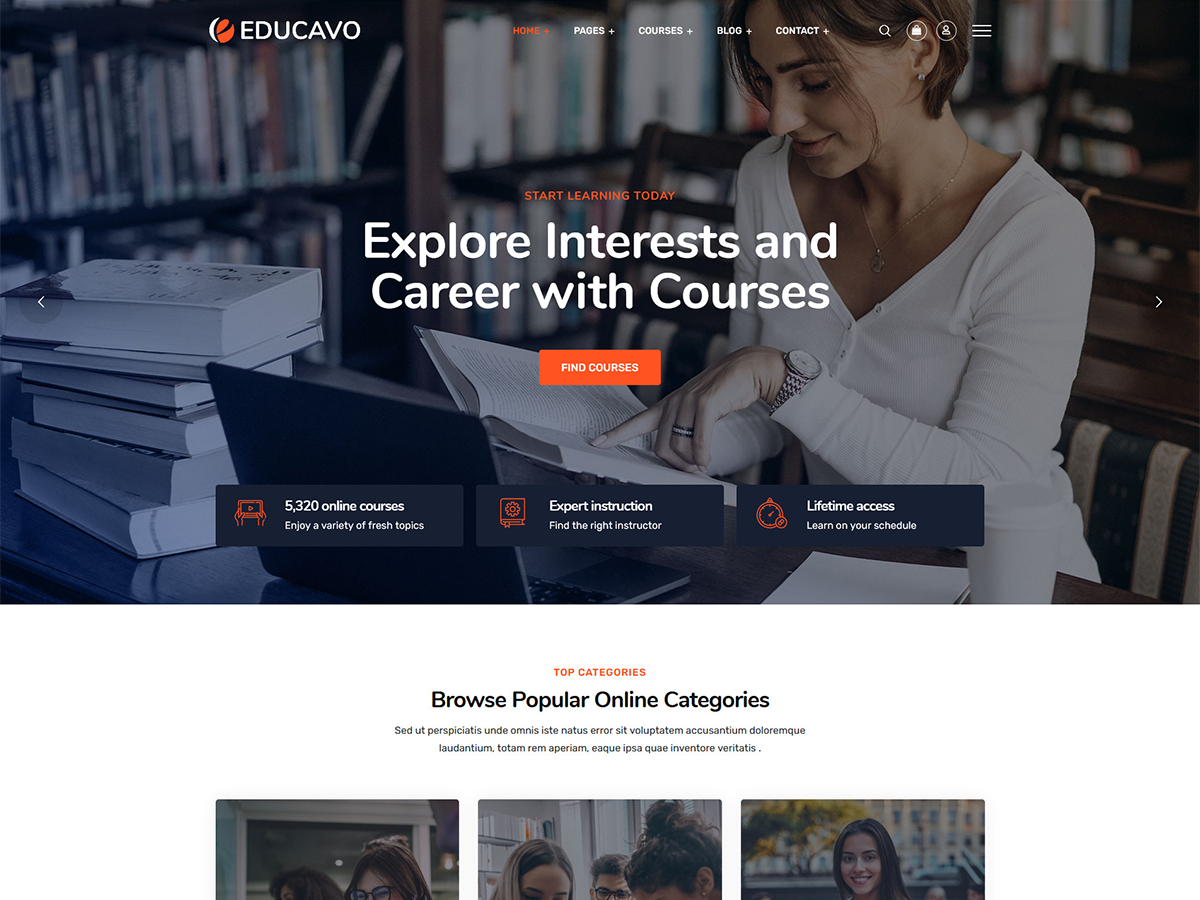 EDUCAVO
HOME +
PAGES +
COURSES +
BLOG +
CONTACT +
START LEARNING TODAY
Explore Interests and
Career with Courses
FIND COURSES
5,320 online courses
Enjoy a variety of fresh topics
Expert instruction
Find the right instructor
Lifetime access
Learn on your schedule
TOP CATEGORIES
Browse Popular Online Categories
Sed ut perspiciatis unde omnis iste natus error sit voluptatem accusantium doloremque
laudantium, totam rem aperiam, eaque ipsa quae inventore veritatis .